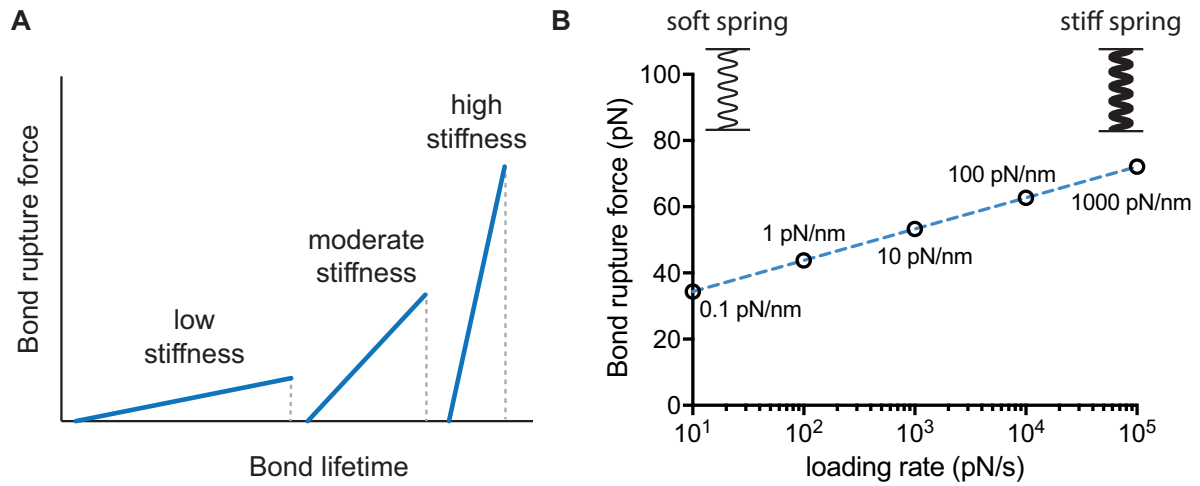 A
Bond rupture force
low
stiffness
moderate
stiffness
high
stiffness
Bond lifetime
B
soft spring
stiff spring
Bond rupture force (pN)
100
80
60
40
20
0
0.1 pN/nm
1 pN/nm
10 pN/nm
100 pN/nm
1000 pN/nm
10¹
10²
10³
10⁴
10⁵
loading rate (pN/s)